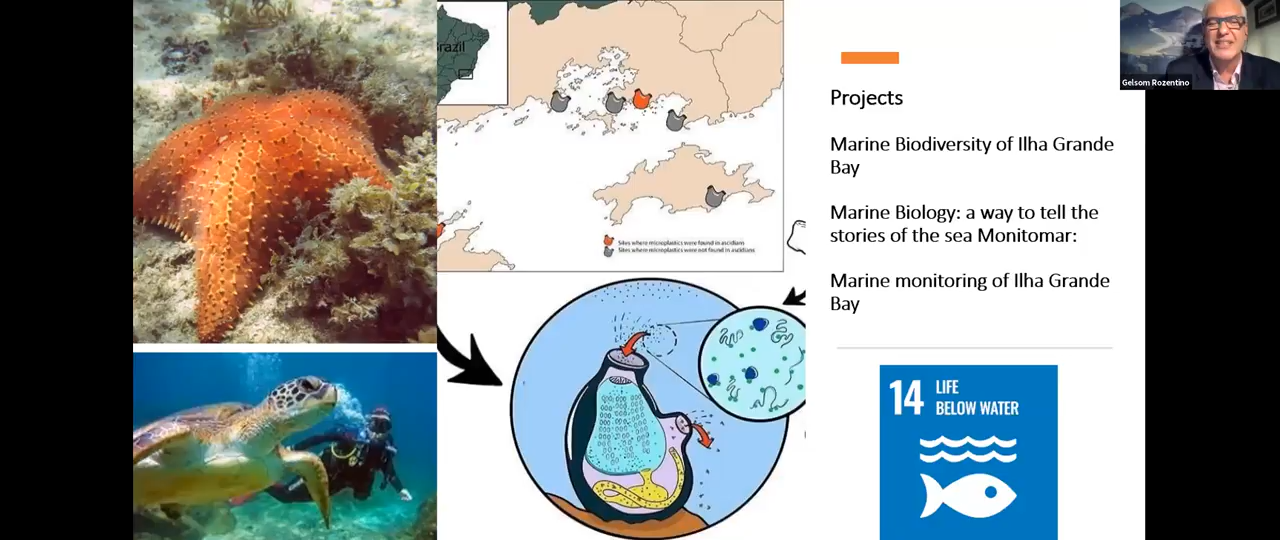 Brazil
Sites where microplastics were found in ascidians
Sites where microplastics were not found in ascidians
Projects
Marine Biodiversity of Ilha Grande
Bay
Marine Biology: a way to tell the
stories of the sea Monitomar:
Marine monitoring of Ilha Grande
Bay
14 LIFE
BELOW WATER
Gelsom Rozentino